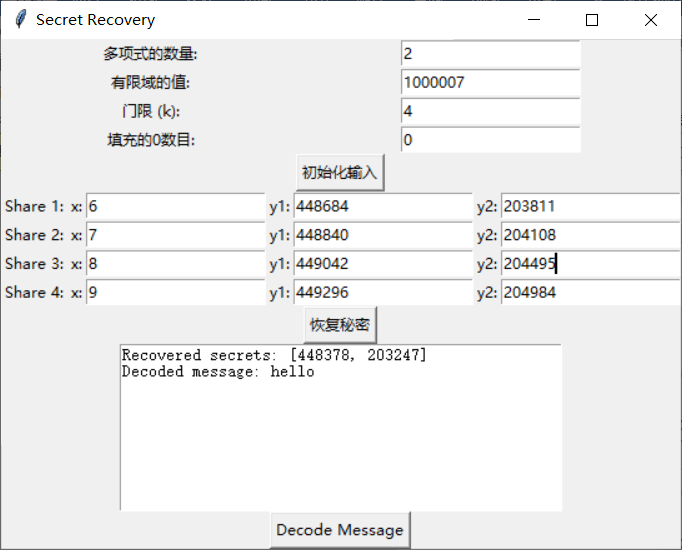 Secret Recovery
多项式的数量: 2
有限域的值: 1000007
门限 (k): 4
填充的0数目: 0
初始化输入
Share 1: x: 6 y1: 448684 y2: 203811
Share 2: x: 7 y1: 448840 y2: 204108
Share 3: x: 8 y1: 449042 y2: 204495
Share 4: x: 9 y1: 449296 y2: 204984
恢复秘密
Recovered secrets: [448378, 203247]
Decoded message: hello
Decode Message